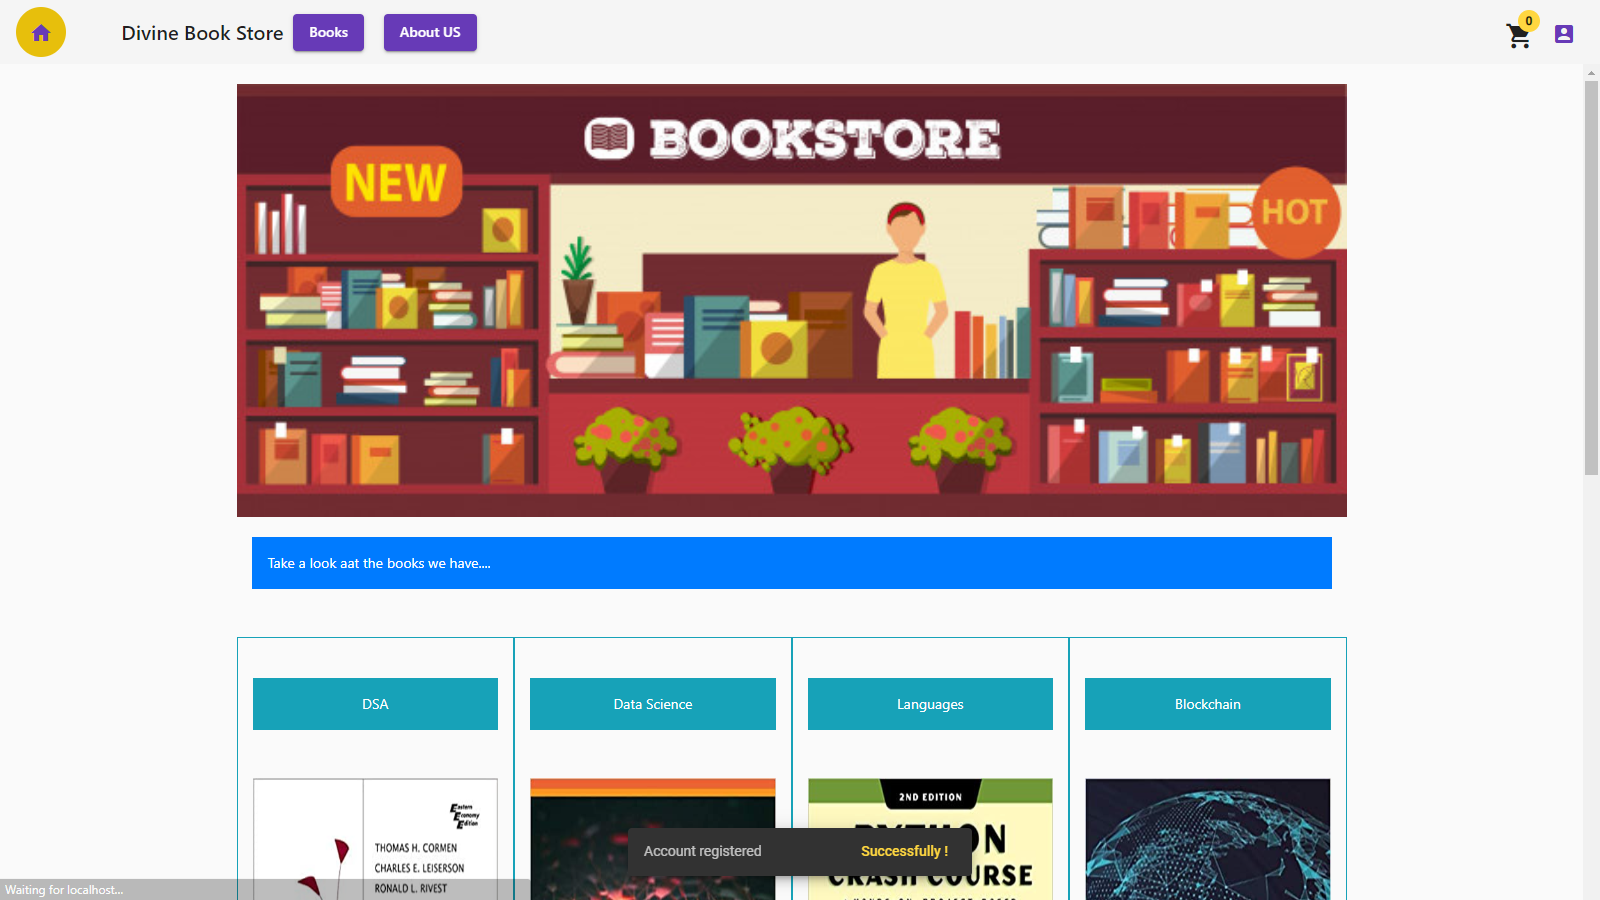 Divine Book Store
Books
About US
0
BOOKSTORE
NEW
HOT
Take a look aat the books we have....
DSA
Data Science
Languages
Blockchain
Eastern
Economy
Edition
THOMAS H. CORMEN
CHARLES E. LEISERSON
RONALD L. RIVEST
2ND EDITION
CRASH COURSE
Account registered
Successfully !
Waiting for localhost...